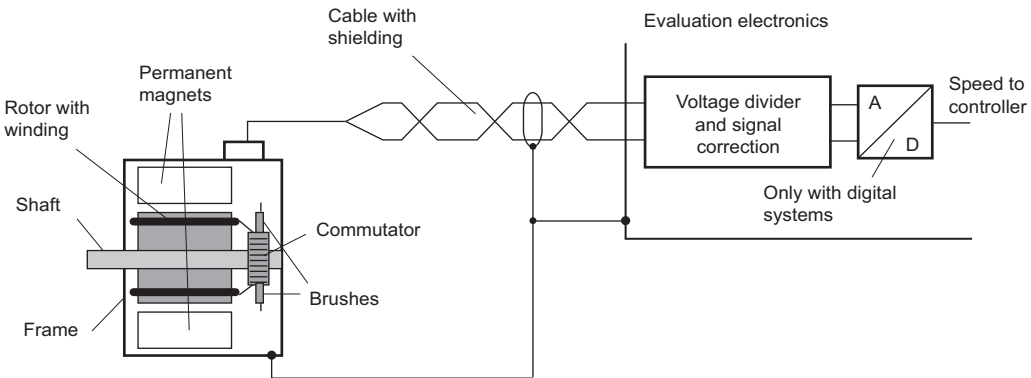 Cable with
shielding
Evaluation electronics
Permanent
magnets
Rotor with
winding
Voltage divider
and signal
correction
A
D
Speed to
controller
Only with digital
systems
Shaft
Commutator
Brushes
Frame